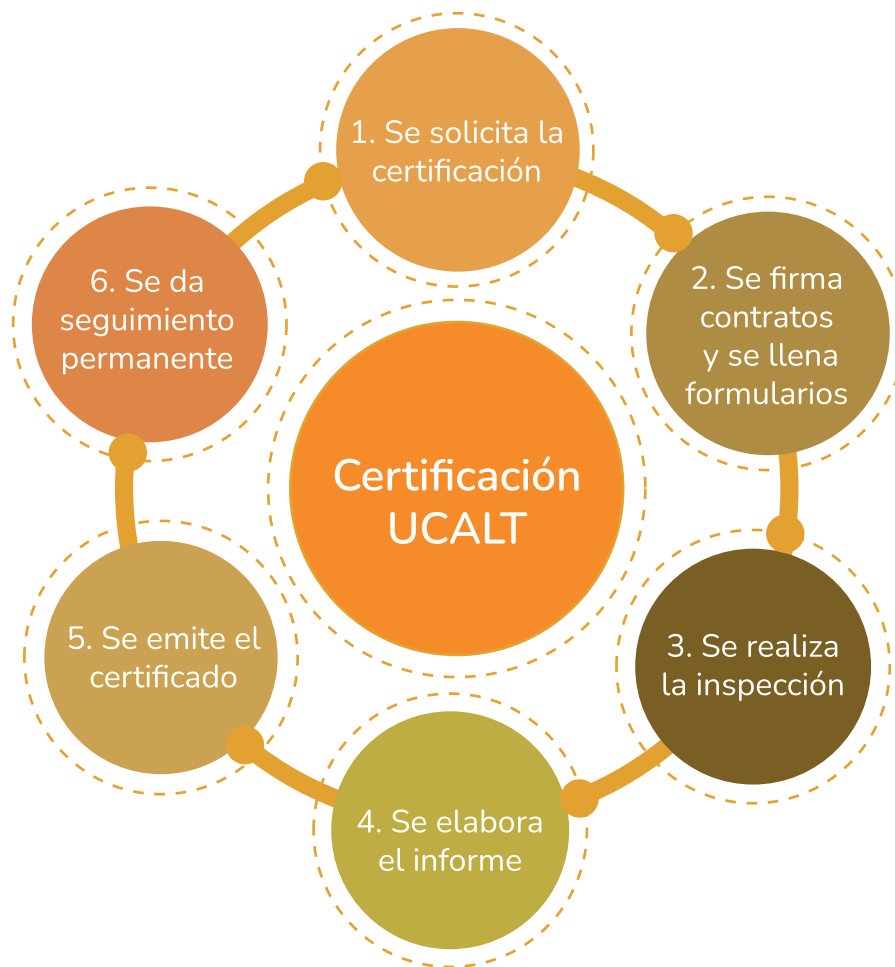 1. Se solicita la
certificación
2. Se firma
contratos
y se llena
formularios
3. Se realiza
la inspección
4. Se elabora
el informe
5. Se emite el
certificado
6. Se da
seguimiento
permanente
Certificación
UCALT